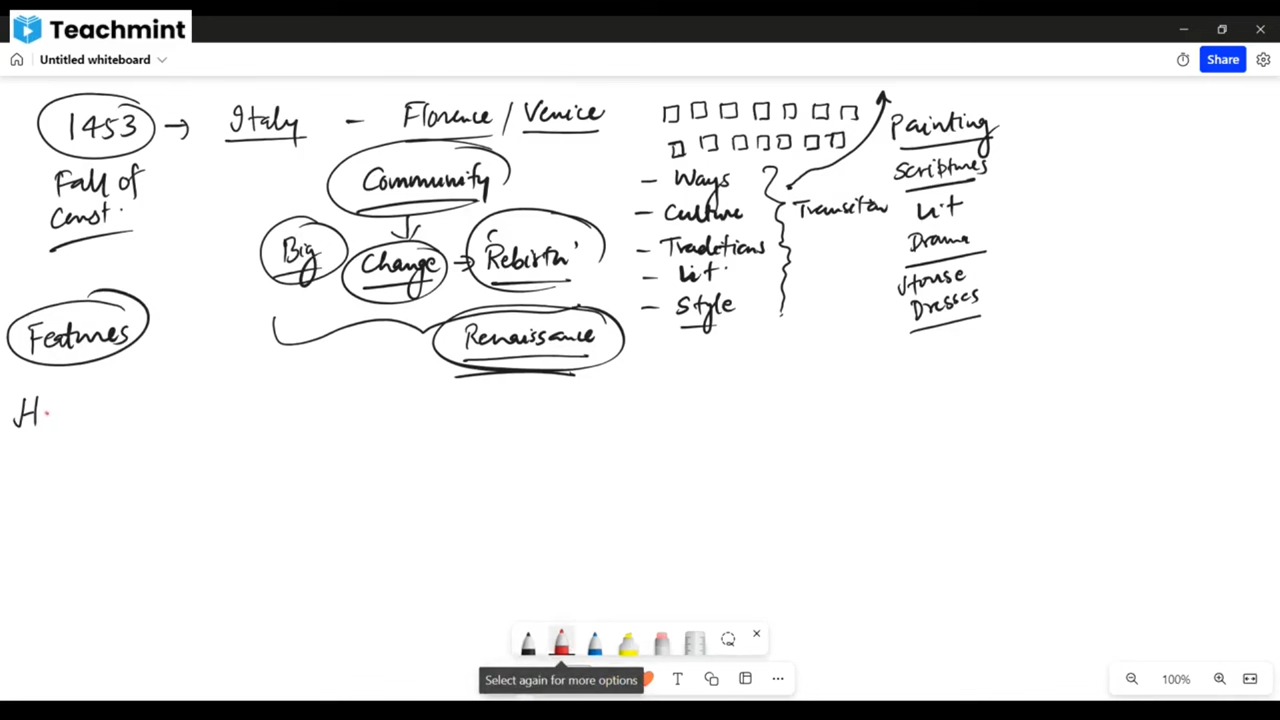 Teachmint
Untitled whiteboard
Share
1453 → Italy - Florence / Venice
Fall of
Const.
Community
Big Change → 'Rebirth'
Renaissance
- Ways
- Culture
- Traditions
- Lit.
- Style
Transition
Painting
Scriptures
Lit
Drama
House
Dresses
Features
H
Select again for more options
T
100%